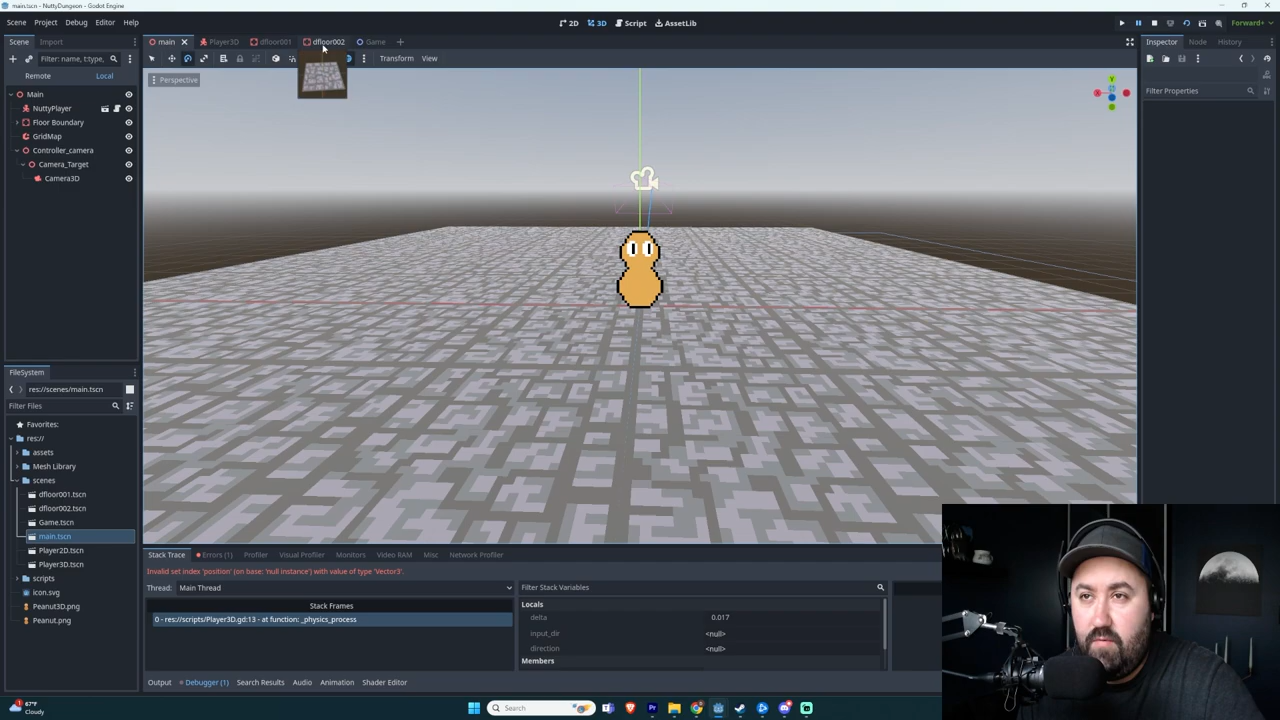 main.tscn - NuttyDungeon - Godot Engine
Scene Project Debug Editor Help
2D 3D Script AssetLib
Forward+
Scene Import
main Player3D dfloor001 dfloor002 Game
Inspector Node History
Filter: name, t:type,
Transform View
Remote Local
Perspective
Filter Properties
Main
NuttyPlayer
Floor Boundary
GridMap
Controller_camera
Camera_Target
Camera3D
Y
X
FileSystem
res://scenes/main.tscn
Filter Files
Favorites:
res://
assets
Mesh Library
scenes
dfloor001.tscn
dfloor002.tscn
Game.tscn
main.tscn
Player2D.tscn
Player3D.tscn
scripts
icon.svg
Peanut3D.png
Peanut.png
Stack Trace Errors (1) Profiler Visual Profiler Monitors Video RAM Misc Network Profiler
Invalid set index 'position' (on base: 'null instance') with value of type 'Vector3'.
Thread: Main Thread
Filter Stack Variables
Stack Frames
0 - res://scripts/Player3D.gd:13 - at function: _physics_process
Locals
delta 0.017
input_dir <null>
direction <null>
Members
Output Debugger (1) Search Results Audio Animation Shader Editor
67°F
Cloudy
Search